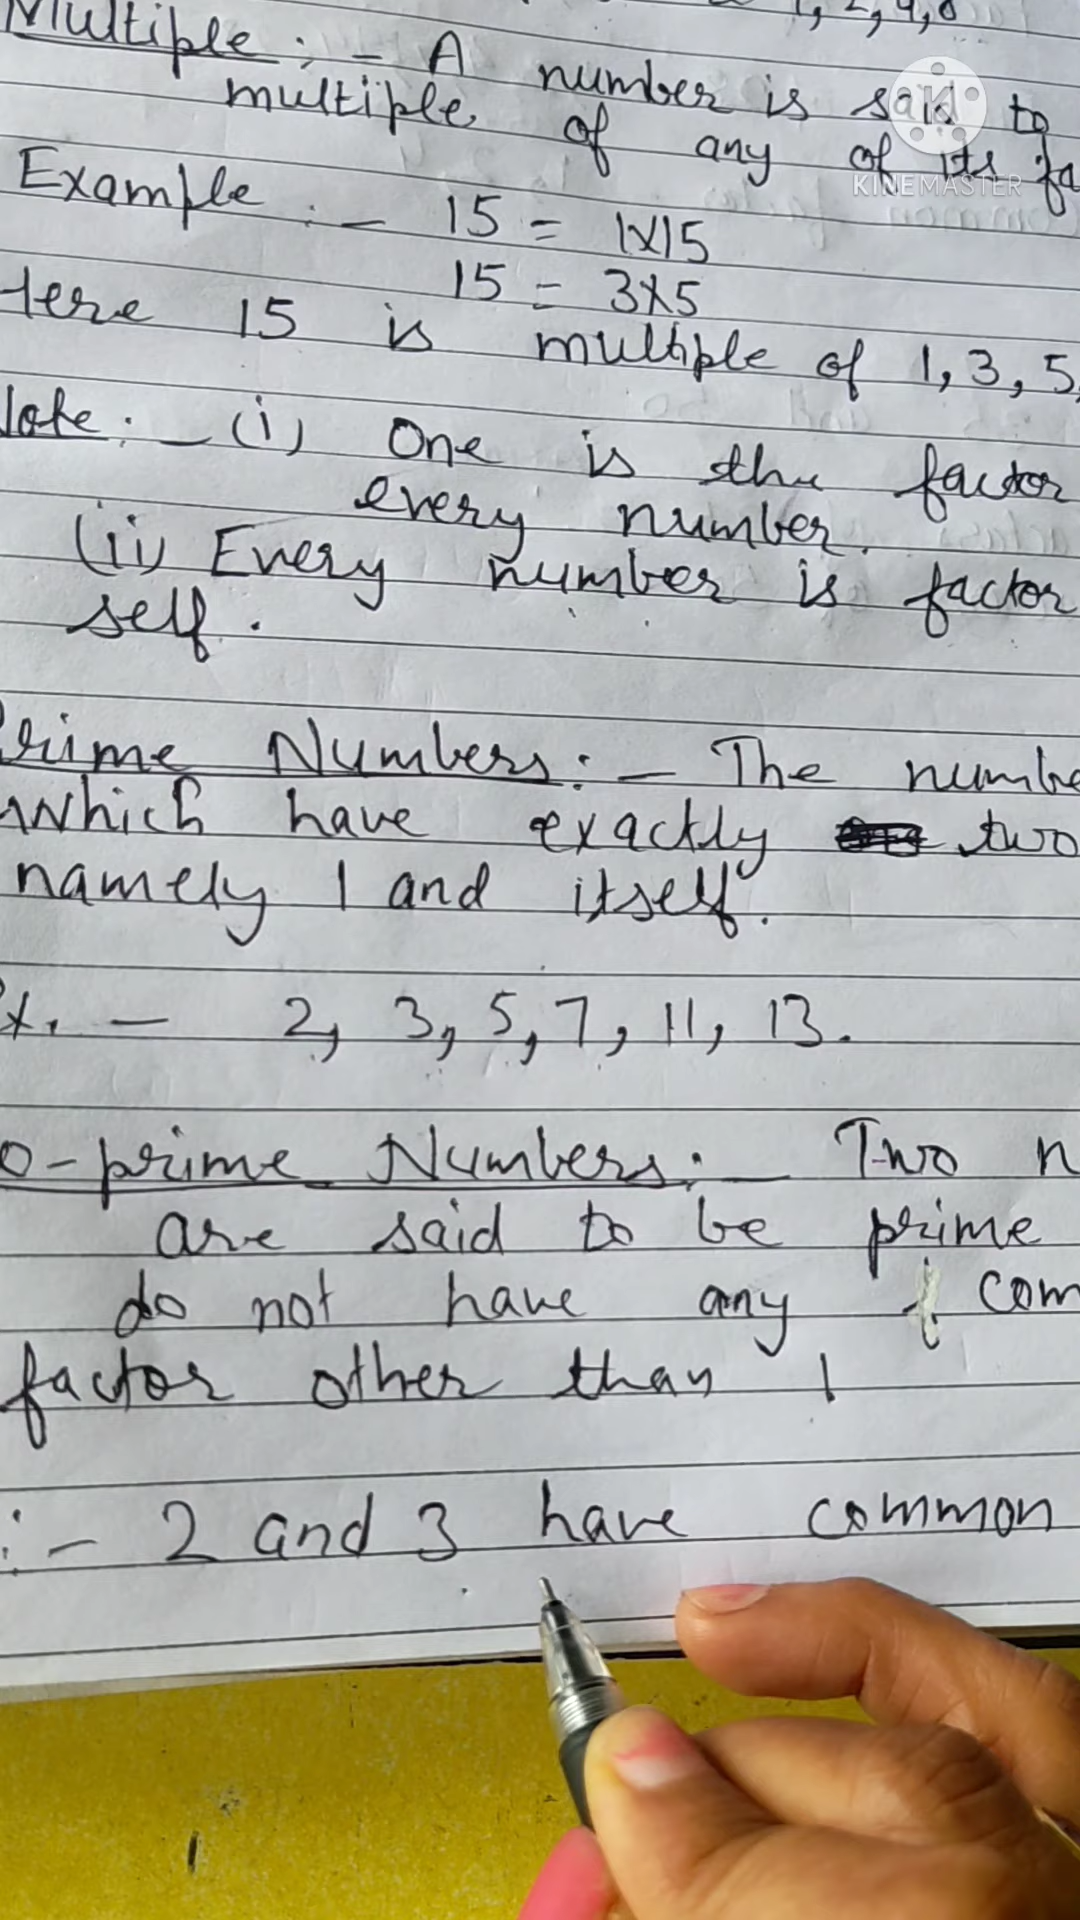 1, 2, 4, 8
Multiple :- A number is said to
multiple of any of its fa
Example :- 15 = 1x15
15 = 3x5
Here 15 is multiple of 1, 3, 5,
Note :- (i) One is the factor
every number.
(ii) Every number is factor
self.
Prime Numbers :- The numbe
which have exactly two
namely 1 and itself.
Ex. - 2, 3, 5, 7, 11, 13.
o-prime Numbers :- Two n
are said to be prime
do not have any com
factor other than 1
:- 2 and 3 have common
K
KINEMASTER